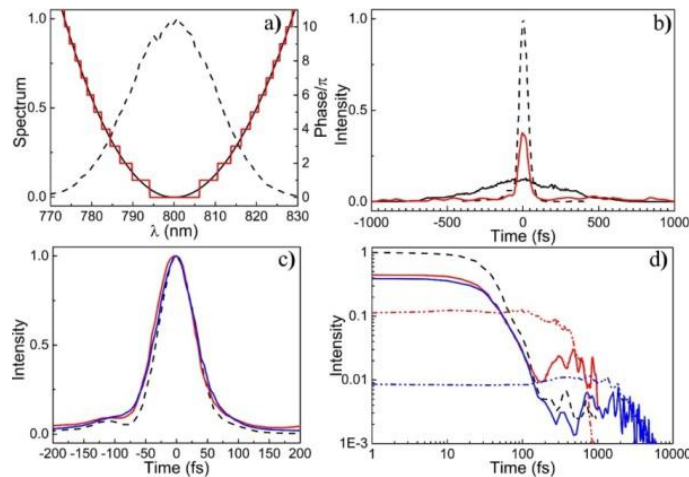 a)
Spectrum
1.0
0.5
0.0
10
8
6
4
2
0
Phase/π
770 780 790 800 810 820 830
λ (nm)
b)
Intensity
1.0
0.5
0.0
-1000 -500 0 500 1000
Time (fs)
c)
Intensity
1.0
0.5
0.0
-200 -150 -100 -50 0 50 100 150 200
Time (fs)
d)
Intensity
1
0.1
0.01
1E-3
1 10 100 1000 10000
Time (fs)